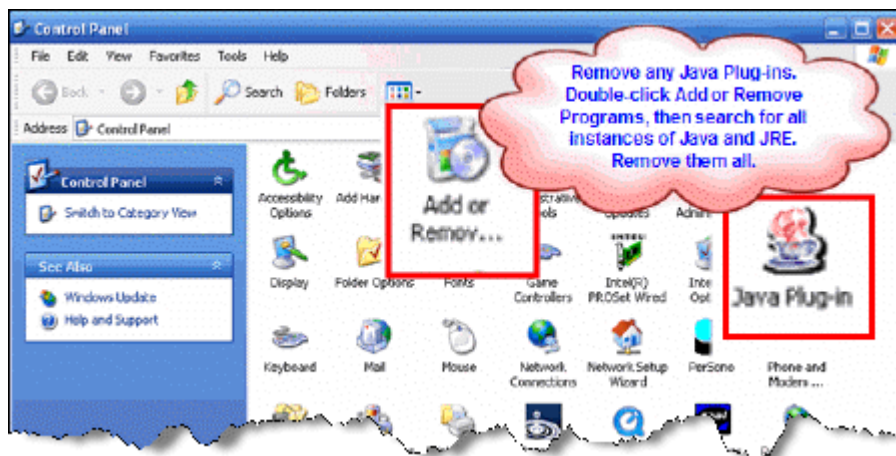 Control Panel
File Edit View Favorites Tools Help
Back Search Folders
Address Control Panel
Remove any Java Plug-ins.
Double-click Add or Remove
Programs, then search for all
instances of Java and JRE.
Remove them all.
Control Panel
Switch to Category View
See Also
Windows Update
Help and Support
Accessibility
Options
Add Har
Add or
Remov...
Display
Folder Options
Fonts
Game
Controllers
Intel(R)
PROSet Wired
Java Plug-in
Keyboard
Mail
Mouse
Network
Connections
Network Setup
Wizard
PerSono
Phone and
Modem ...